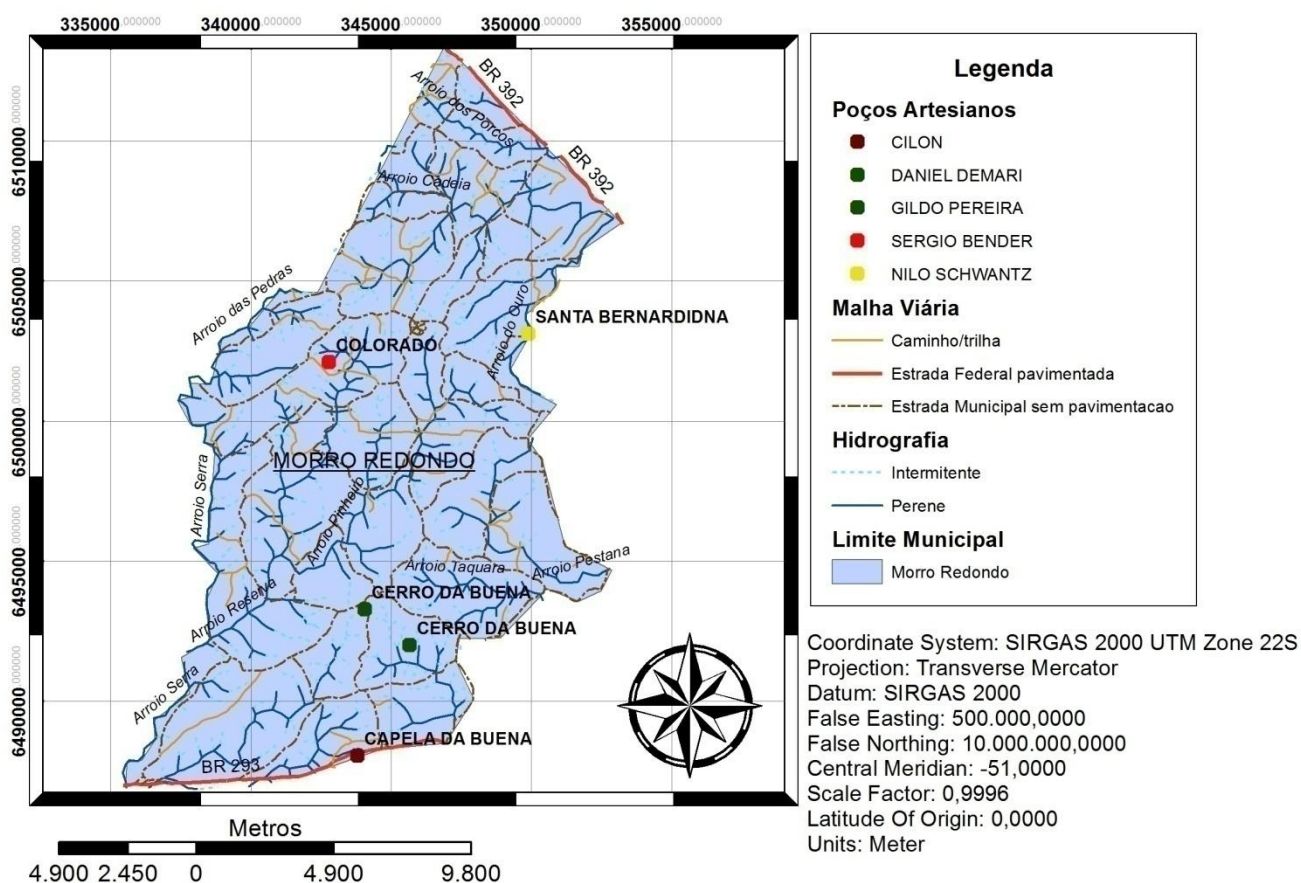 335000,000000 340000,000000 345000,000000 350000,000000 355000,000000
6510000,000000
6505000,000000
6500000,000000
6495000,000000
6490000,000000
BR 392
Arroio dos Porcos
BR 392
Arroio Cadeia
Arroio das Pedras
Arroio do Ouro
SANTA BERNARDIDNA
COLORADO
MORRO REDONDO
Arroio Serra
Arroio Pinheiro
Arroio Taquara
Arroio Pestana
Arroio Reserva
CERRO DA BUENA
CERRO DA BUENA
Arroio Serra
CAPELA DA BUENA
BR 293
Metros
4.900 2.450 0 4.900 9.800
Legenda
Poços Artesianos
CILON
DANIEL DEMARI
GILDO PEREIRA
SERGIO BENDER
NILO SCHWANTZ
Malha Viária
Caminho/trilha
Estrada Federal pavimentada
Estrada Municipal sem pavimentacao
Hidrografia
Intermitente
Perene
Limite Municipal
Morro Redondo
Coordinate System: SIRGAS 2000 UTM Zone 22S
Projection: Transverse Mercator
Datum: SIRGAS 2000
False Easting: 500.000,0000
False Northing: 10.000.000,0000
Central Meridian: -51,0000
Scale Factor: 0,9996
Latitude Of Origin: 0,0000
Units: Meter